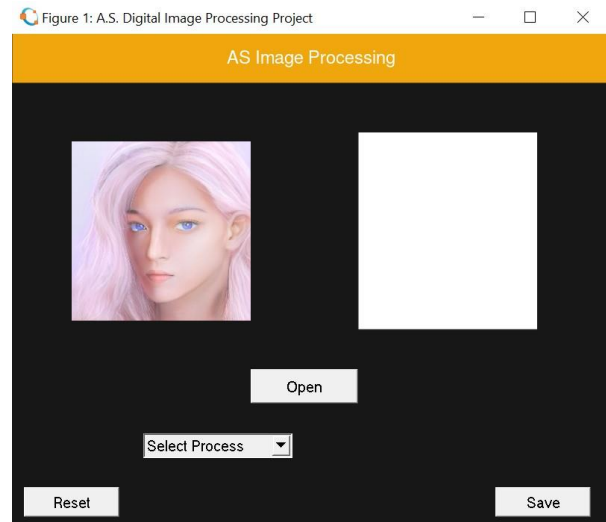 Figure 1: A.S. Digital Image Processing Project
AS Image Processing
Open
Select Process
Reset
Save